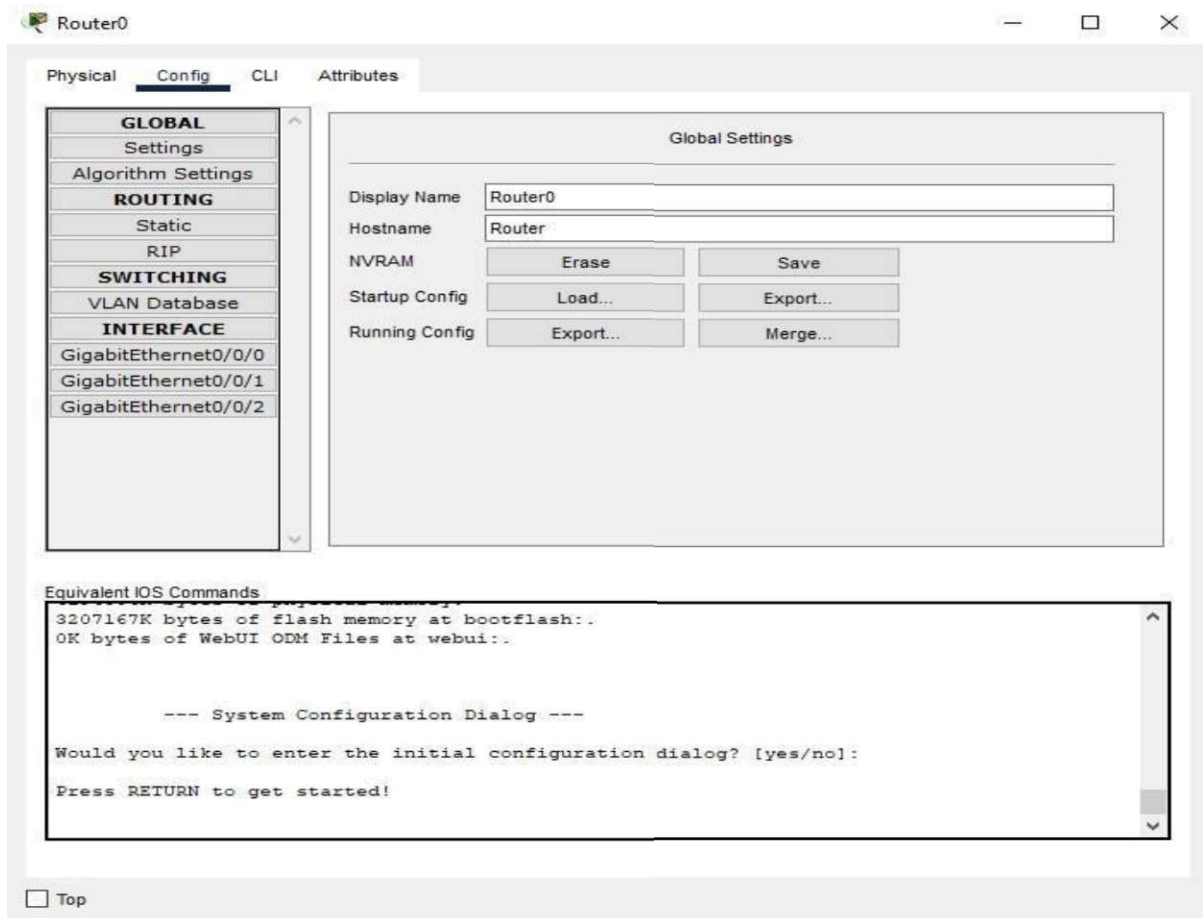 Router0
Physical Config CLI Attributes
GLOBAL
Settings
Algorithm Settings
ROUTING
Static
RIP
SWITCHING
VLAN Database
INTERFACE
GigabitEthernet0/0/0
GigabitEthernet0/0/1
GigabitEthernet0/0/2
Global Settings
Display Name Router0
Hostname Router
NVRAM Erase Save
Startup Config Load... Export...
Running Config Export... Merge...
Equivalent IOS Commands
3207167K bytes of flash memory at bootflash:.
0K bytes of WebUI ODM Files at webui:.
--- System Configuration Dialog ---
Would you like to enter the initial configuration dialog? [yes/no]:
Press RETURN to get started!
Top